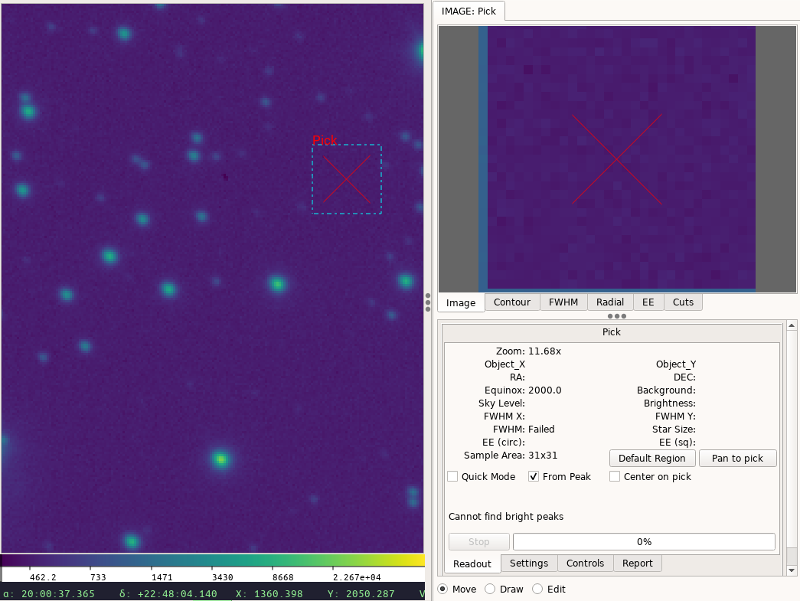 IMAGE: Pick
Pick
Image Contour FWHM Radial EE Cuts
Pick
Zoom: 11.68x
Object_X Object_Y
RA: DEC:
Equinox: 2000.0 Background:
Sky Level: Brightness:
FWHM X: FWHM Y:
FWHM: Failed Star Size:
EE (circ): EE (sq):
Sample Area: 31x31 Default Region Pan to pick
Quick Mode From Peak Center on pick
Cannot find bright peaks
Stop 0%
Readout Settings Controls Report
462.2 733 1471 3430 8668 2.267e+04
Move Draw Edit
α: 20:00:37.365 δ: +22:48:04.140 X: 1360.398 Y: 2050.287 V